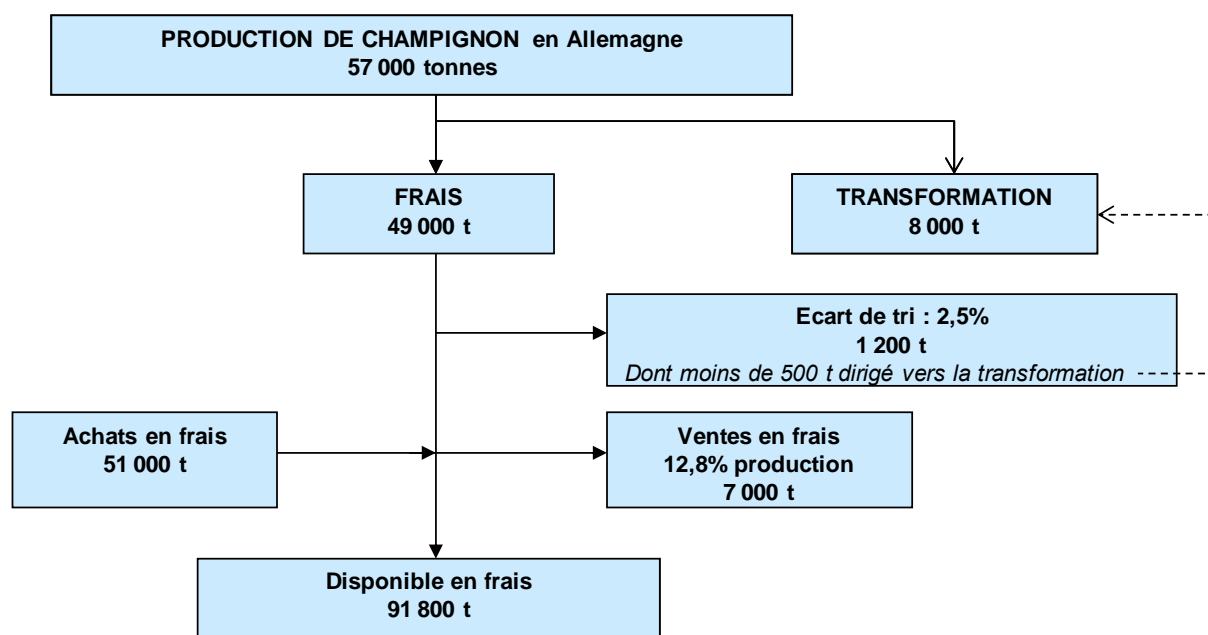 PRODUCTION DE CHAMPIGNON en Allemagne
57 000 tonnes
FRAIS
49 000 t
TRANSFORMATION
8 000 t
Ecart de tri : 2,5%
1 200 t
Dont moins de 500 t dirigé vers la transformation
Achats en frais
51 000 t
Ventes en frais
12,8% production
7 000 t
Disponible en frais
91 800 t